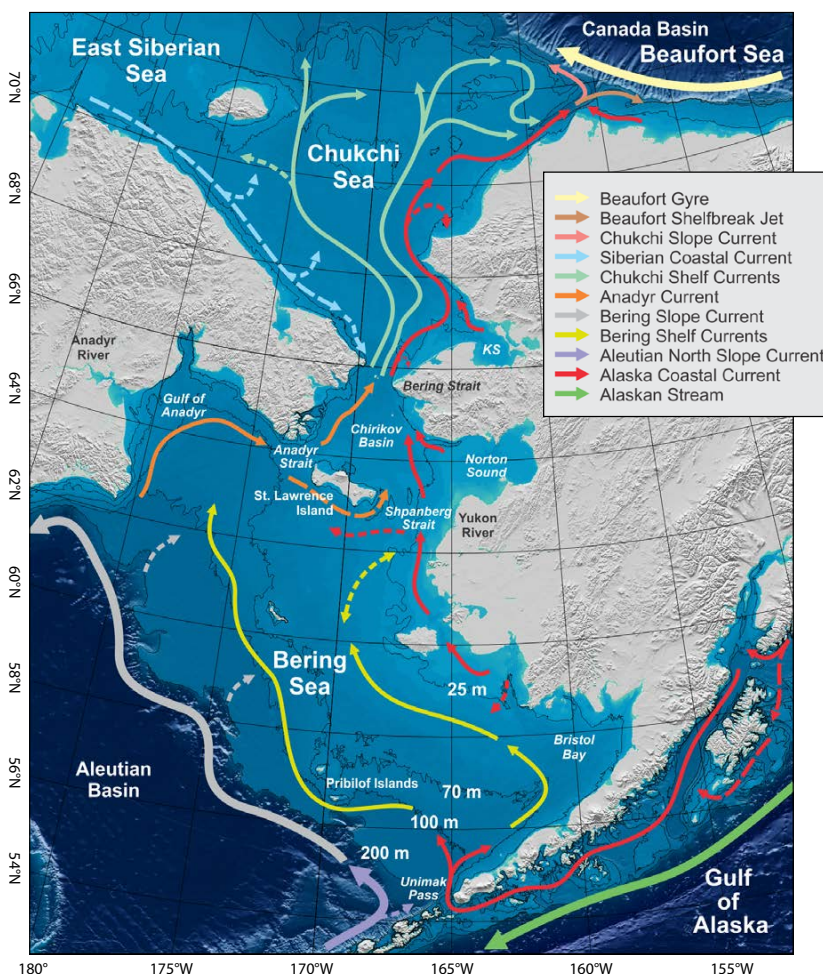 Canada Basin
Beaufort Sea
East Siberian
Sea
70°N
Chukchi
Sea
68°N
Beaufort Gyre
Beaufort Shelfbreak Jet
Chukchi Slope Current
Siberian Coastal Current
Chukchi Shelf Currents
Anadyr Current
Bering Slope Current
Bering Shelf Currents
Aleutian North Slope Current
Alaska Coastal Current
Alaskan Stream
66°N
Anadyr
River
KS
Bering Strait
64°N
Gulf of
Anadyr
Chirikov
Basin
Anadyr
Strait
Norton
Sound
62°N
St. Lawrence
Island
Shpanberg
Strait
Yukon
River
60°N
Bering
Sea
58°N
25 m
Bristol
Bay
Aleutian
Basin
56°N
Pribilof Islands
70 m
100 m
200 m
54°N
Unimak
Pass
Gulf
of
Alaska
180°
175°W
170°W
165°W
160°W
155°W